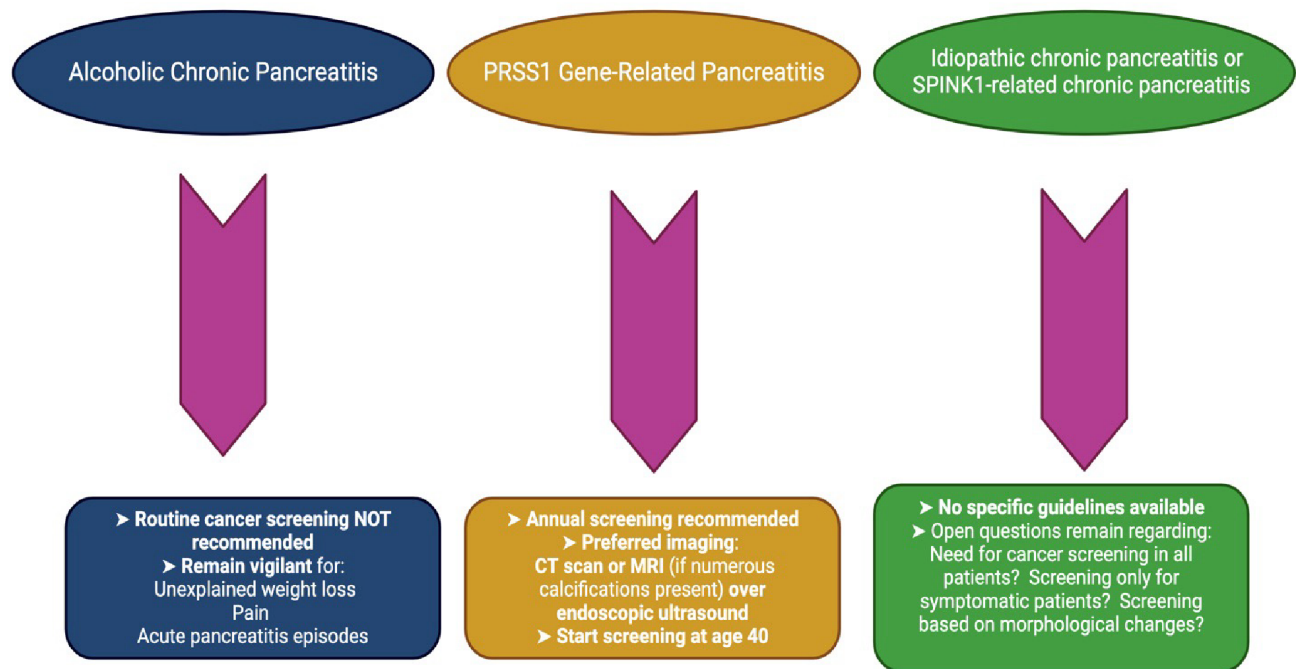 Alcoholic Chronic Pancreatitis
PRSS1 Gene-Related Pancreatitis
Idiopathic chronic pancreatitis or
SPINK1-related chronic pancreatitis
➤ Routine cancer screening NOT
recommended
➤ Remain vigilant for:
Unexplained weight loss
Pain
Acute pancreatitis episodes
➤ Annual screening recommended
➤ Preferred imaging:
CT scan or MRI (if numerous
calcifications present) over
endoscopic ultrasound
➤ Start screening at age 40
➤ No specific guidelines available
➤ Open questions remain regarding:
Need for cancer screening in all
patients? Screening only for
symptomatic patients? Screening
based on morphological changes?